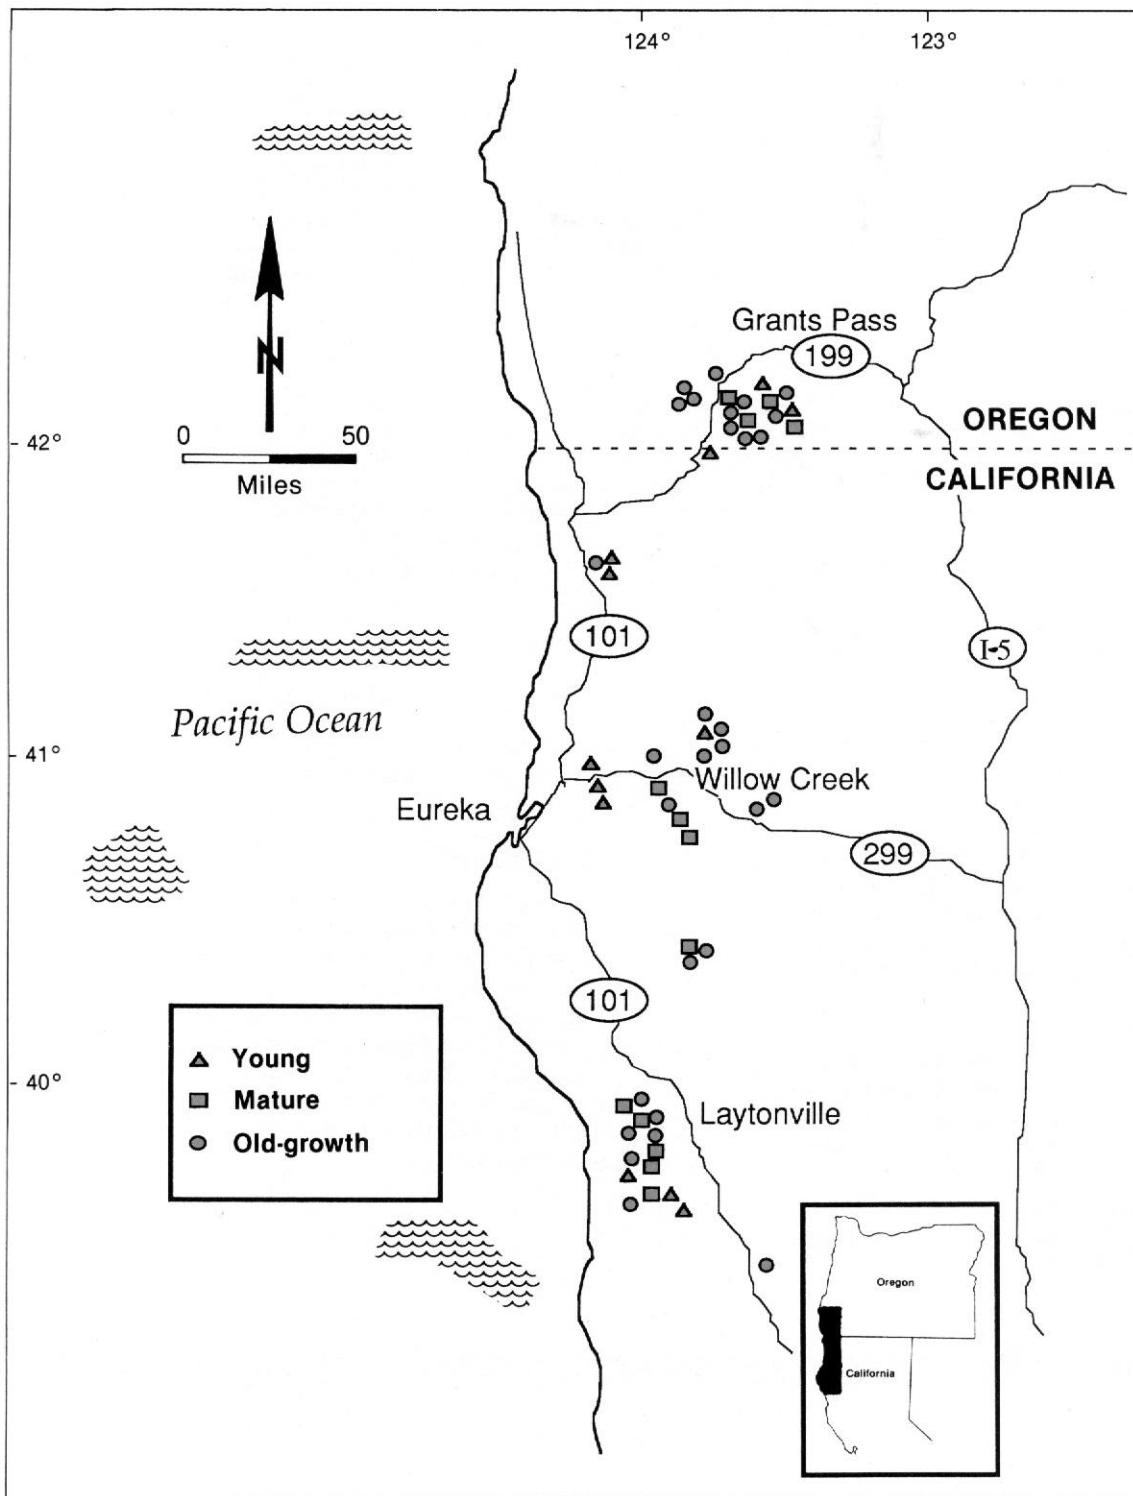 124° 123°
Grants Pass
199
0 50
Miles
42°
OREGON
CALIFORNIA
101
I-5
Pacific Ocean
41°
Willow Creek
Eureka
299
101
40°
Young
Mature
Old-growth
Laytonville
Oregon
California
N